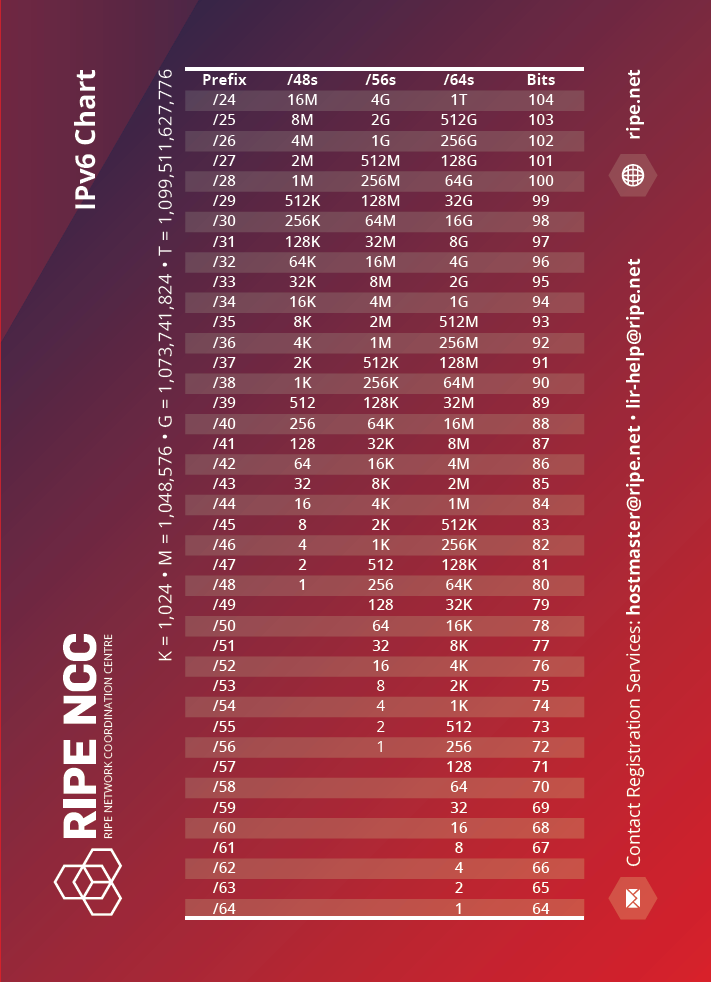 IPv6 Chart
K = 1,024 • M = 1,048,576 • G = 1,073,741,824 • T = 1,099,511,627,776
Prefix /48s /56s /64s Bits
/24 16M 4G 1T 104
/25 8M 2G 512G 103
/26 4M 1G 256G 102
/27 2M 512M 128G 101
/28 1M 256M 64G 100
/29 512K 128M 32G 99
/30 256K 64M 16G 98
/31 128K 32M 8G 97
/32 64K 16M 4G 96
/33 32K 8M 2G 95
/34 16K 4M 1G 94
/35 8K 2M 512M 93
/36 4K 1M 256M 92
/37 2K 512K 128M 91
/38 1K 256K 64M 90
/39 512 128K 32M 89
/40 256 64K 16M 88
/41 128 32K 8M 87
/42 64 16K 4M 86
/43 32 8K 2M 85
/44 16 4K 1M 84
/45 8 2K 512K 83
/46 4 1K 256K 82
/47 2 512 128K 81
/48 1 256 64K 80
/49 128 32K 79
/50 64 16K 78
/51 32 8K 77
/52 16 4K 76
/53 8 2K 75
/54 4 1K 74
/55 2 512 73
/56 1 256 72
/57 128 71
/58 64 70
/59 32 69
/60 16 68
/61 8 67
/62 4 66
/63 2 65
/64 1 64
RIPE NCC
RIPE NETWORK COORDINATION CENTRE
Contact Registration Services: hostmaster@ripe.net • lir-help@ripe.net
ripe.net